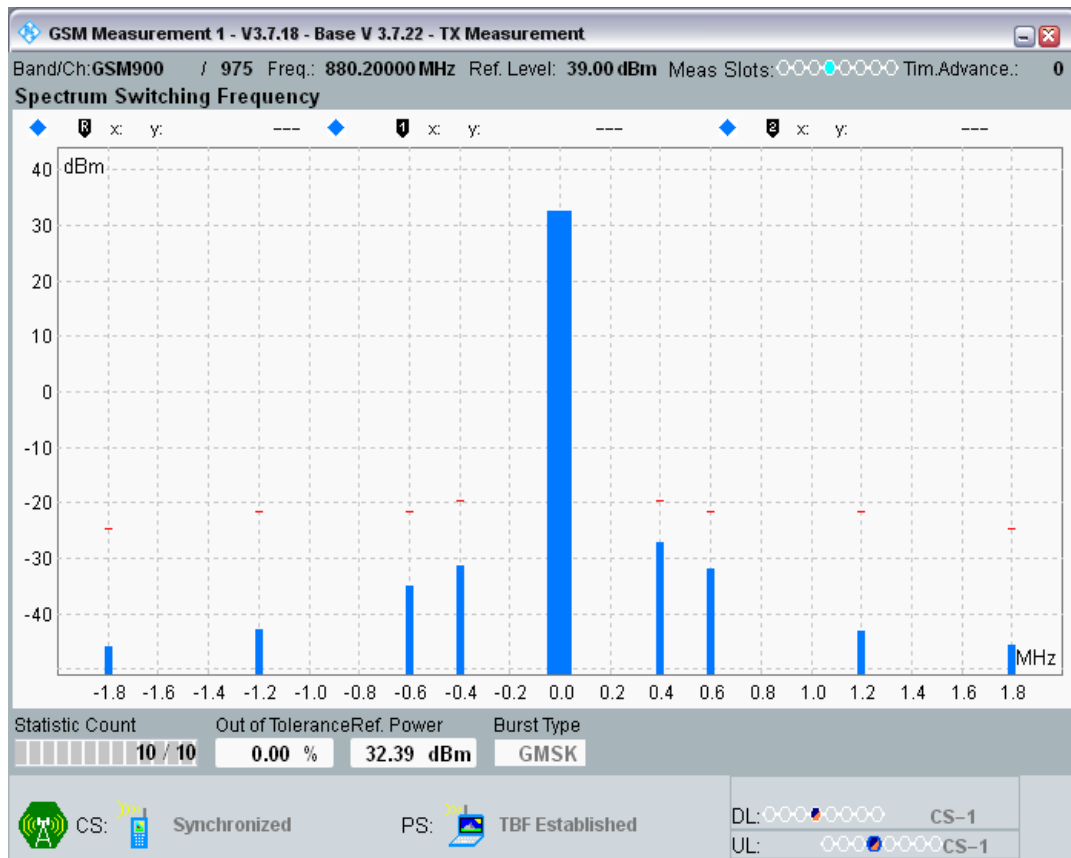 GSM Measurement 1 - V3.7.18 - Base V 3.7.22 - TX Measurement
Band/Ch:GSM900 / 975 Freq.: 880.20000 MHz Ref. Level: 39.00 dBm Meas Slots: Tim.Advance.: 0
Spectrum Switching Frequency
R x: y: --- 1 x: y: --- 2 x: y: ---
dBm
40
30
20
10
0
-10
-20
-30
-40
MHz
-1.8 -1.6 -1.4 -1.2 -1.0 -0.8 -0.6 -0.4 -0.2 0.0 0.2 0.4 0.6 0.8 1.0 1.2 1.4 1.6 1.8
Statistic Count Out of Tolerance Ref. Power Burst Type
10 / 10 0.00 % 32.39 dBm GMSK
CS: Synchronized PS: TBF Established DL: CS-1
UL: CS-1